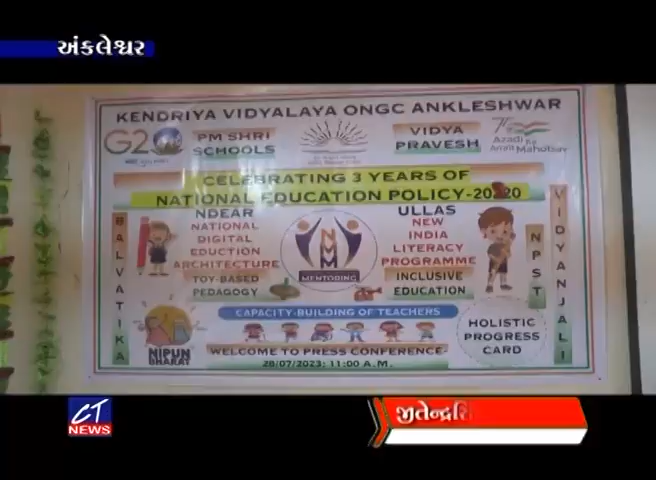 અંકલેશ્વર
KENDRIYA VIDYALAYA ONGC ANKLESHWAR
G20
PM SHRI
SCHOOLS
VIDYA
PRAVESH
Azadi Ka
Amrit Mahotsav
CELEBRATING 3 YEARS OF
NATIONAL EDUCATION POLICY-2020
BALVATIKA
NDEAR
NATIONAL
DIGITAL
EDUCTION
ARCHITECTURE
TOY-BASED
PEDAGOGY
NMM
MENTORING
ULLAS
NEW
INDIA
LITERACY
PROGRAMME
INCLUSIVE
EDUCATION
NPST
VIDYANJALI
CAPACITY-BUILDING OF TEACHERS
NIPUN
BHARAT
HOLISTIC
PROGRESS
CARD
WELCOME TO PRESS CONFERENCE-
28/07/2023; 11:00 A.M.
CT
NEWS
જીતેન્દ્રસિ